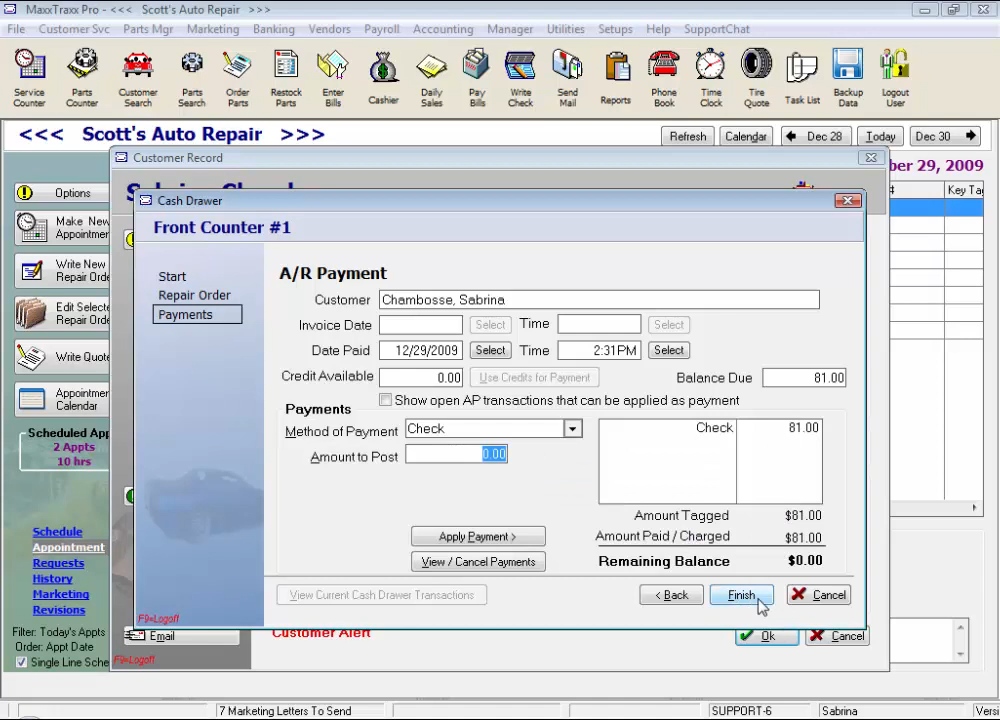 MaxxTraxx Pro - <<< Scott's Auto Repair >>>
File Customer Svc Parts Mgr Marketing Banking Vendors Payroll Accounting Manager Utilities Setups Help SupportChat
Service Counter
Parts Counter
Customer Search
Parts Search
Order Parts
Restock Parts
Enter Bills
Cashier
Daily Sales
Pay Bills
Write Check
Send Mail
Reports
Phone Book
Time Clock
Tire Quote
Task List
Backup Data
Logout User
<<< Scott's Auto Repair >>>
Refresh Calendar Dec 28 Today Dec 30
Customer Record
ber 29, 2009
Options
Key Ta
Make New
Appointmen
Write New
Repair Orde
Edit Selecte
Repair Orde
Write Quote
Appointmen
Calendar
Scheduled App
2 Appts
10 hrs
Schedule
Appointment
Requests
History
Marketing
Revisions
Filter: Today's Appts
Order: Appt Date
Single Line Sche
Cash Drawer
Front Counter #1
Start
Repair Order
Payments
A/R Payment
Customer Chambosse, Sabrina
Invoice Date Select Time Select
Date Paid 12/29/2009 Select Time 2:31PM Select
Credit Available 0.00 Use Credits for Payment Balance Due 81.00
Show open AP transactions that can be applied as payment
Payments
Method of Payment Check
Check 81.00
Amount to Post 0.00
Amount Tagged $81.00
Apply Payment > Amount Paid / Charged $81.00
View / Cancel Payments Remaining Balance $0.00
View Current Cash Drawer Transactions < Back Finish Cancel
F9=Logoff
Email Customer Alert Ok Cancel
F9=Logoff
7 Marketing Letters To Send SUPPORT-6 Sabrina Versi